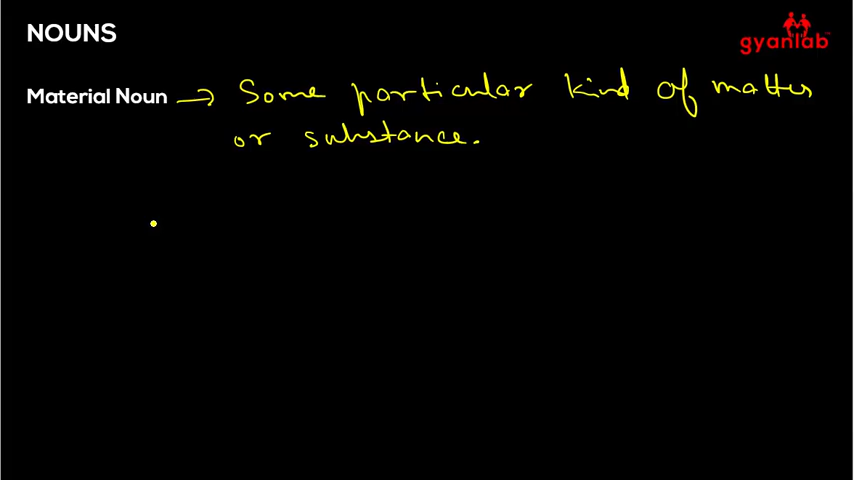 NOUNS
gyanlab
Material Noun → Some particular kind of matter
or substance.